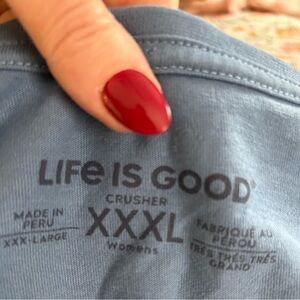 LIFE IS GOOD®
CRUSHER
MADE IN
PERU
XXX-LARGE
XXXL
Womens
FABRIQUÉ AU
PÉROU
TRÈS TRÈS TRÈS
GRAND